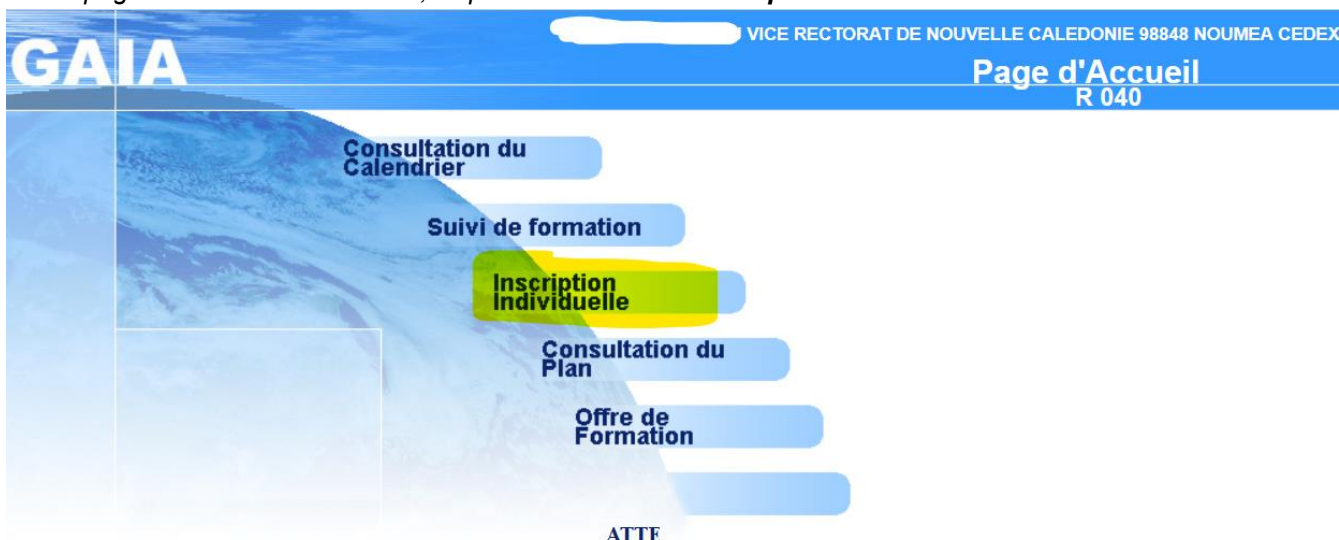 VICE RECTORAT DE NOUVELLE CALEDONIE 98848 NOUMEA CEDEX
GAIA
Page d'Accueil
R 040
Consultation du
Calendrier
Suivi de formation
Inscription
Individuelle
Consultation du
Plan
Offre de
Formation